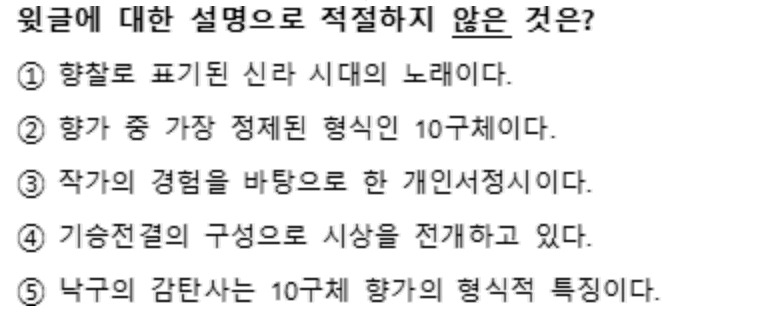 윗글에 대한 설명으로 적절하지 않은 것은?
① 향찰로 표기된 신라 시대의 노래이다.
② 향가 중 가장 정제된 형식인 10구체이다.
③ 작가의 경험을 바탕으로 한 개인서정시이다.
④ 기승전결의 구성으로 시상을 전개하고 있다.
⑤ 낙구의 감탄사는 10구체 향가의 형식적 특징이다.